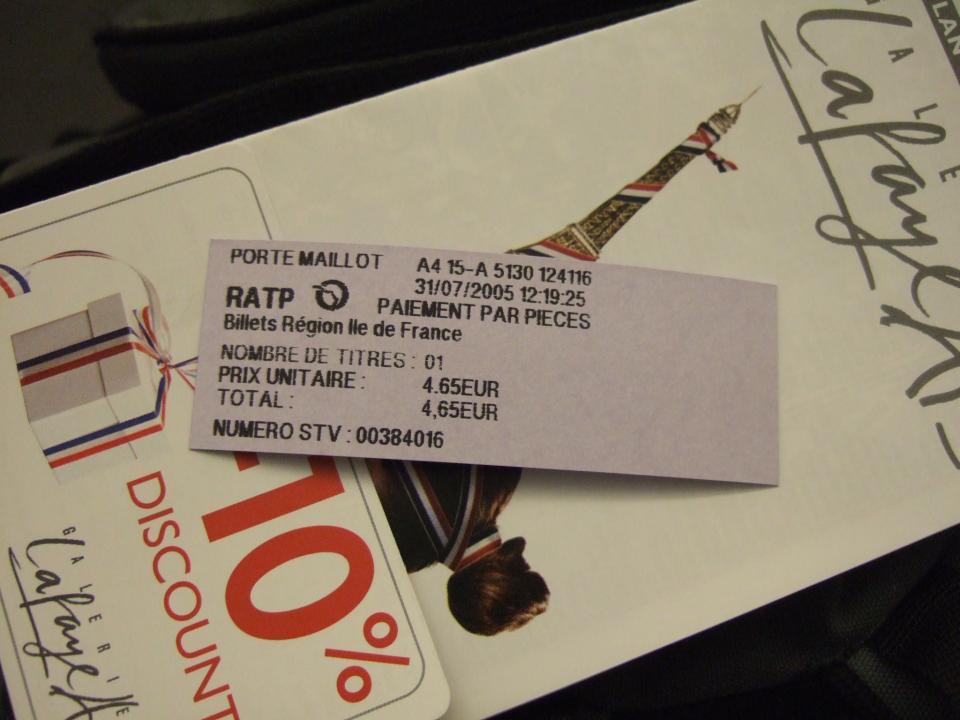 PORTE MAILLOT
A4 15-A 5130 124116
31/07/2005 12:19:25
RATP
PAIEMENT PAR PIECES
Billets Région Ile de France
NOMBRE DE TITRES : 01
PRIX UNITAIRE : 4.65EUR
TOTAL : 4,65EUR
NUMERO STV : 00384016
-10%
DISCOUNT